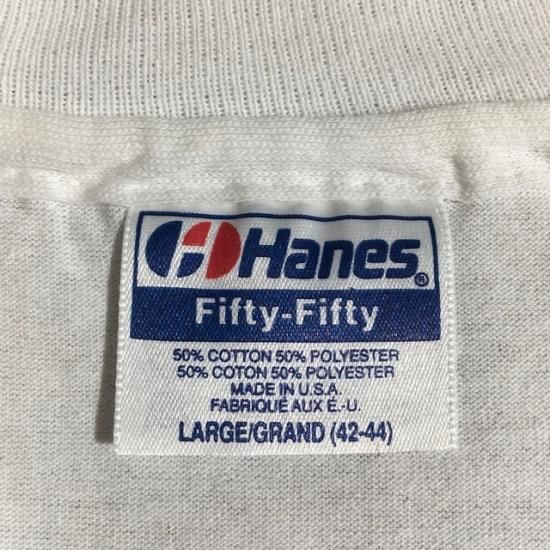 Hanes®
Fifty-Fifty
50% COTTON 50% POLYESTER
50% COTON 50% POLYESTER
MADE IN U.S.A.
FABRIQUÉ AUX É.-U.
LARGE/GRAND (42-44)